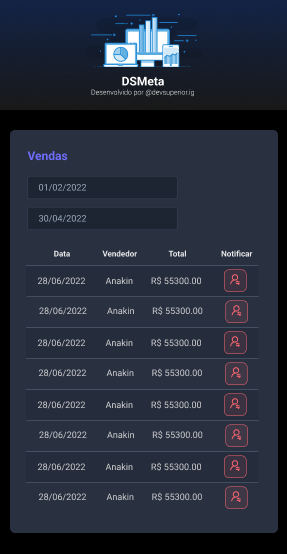 DSMeta
Desenvolvido por @devsuperior.ig
Vendas
01/02/2022
30/04/2022
Data Vendedor Total Notificar
28/06/2022 Anakin R$ 55300.00
28/06/2022 Anakin R$ 55300.00
28/06/2022 Anakin R$ 55300.00
28/06/2022 Anakin R$ 55300.00
28/06/2022 Anakin R$ 55300.00
28/06/2022 Anakin R$ 55300.00
28/06/2022 Anakin R$ 55300.00
28/06/2022 Anakin R$ 55300.00